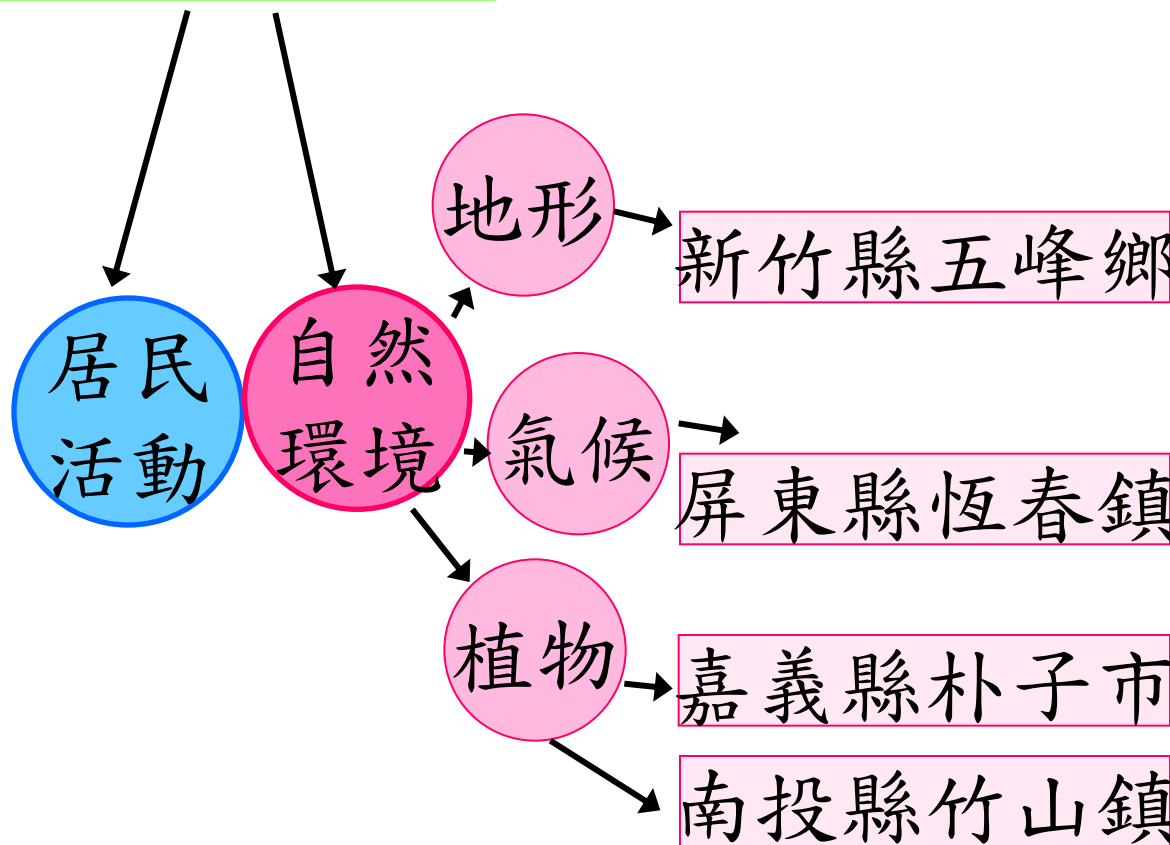 居民
活動
自然
環境
地形
新竹縣五峰鄉
氣候
屏東縣恆春鎮
植物
嘉義縣朴子市
南投縣竹山鎮